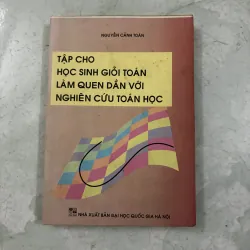 NGUYỄN CẢNH TOÀN
TẬP CHO
HỌC SINH GIỎI TOÁN
LÀM QUEN DẦN VỚI
NGHIÊN CỨU TOÁN HỌC
NHÀ XUẤT BẢN ĐẠI HỌC QUỐC GIA HÀ NỘI